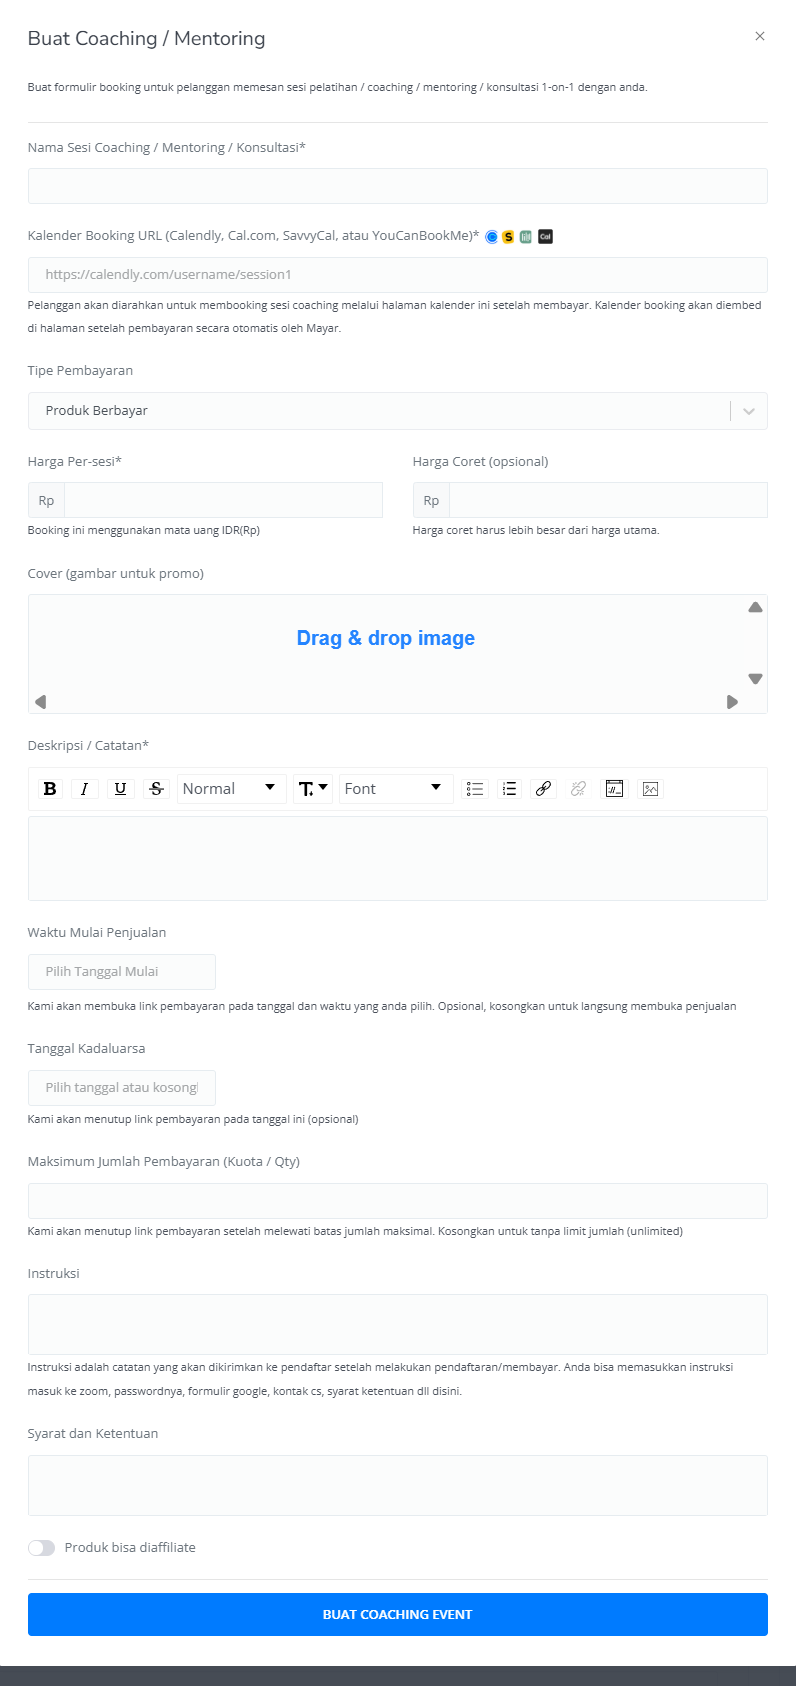 Buat Coaching / Mentoring
Buat formulir booking untuk pelanggan memesan sesi pelatihan / coaching / mentoring / konsultasi 1-on-1 dengan anda.
Nama Sesi Coaching / Mentoring / Konsultasi*
Kalender Booking URL (Calendly, Cal.com, SavvyCal, atau YouCanBookMe)*
S
Cal
https://calendly.com/username/session1
Pelanggan akan diarahkan untuk membooking sesi coaching melalui halaman kalender ini setelah membayar. Kalender booking akan diembed
di halaman setelah pembayaran secara otomatis oleh Mayar.
Tipe Pembayaran
Produk Berbayar
Harga Per-sesi*
Harga Coret (opsional)
Rp
Rp
Booking ini menggunakan mata uang IDR(Rp)
Harga coret harus lebih besar dari harga utama.
Cover (gambar untuk promo)
Drag & drop image
Deskripsi / Catatan*
B I U S Normal T Font
Waktu Mulai Penjualan
Pilih Tanggal Mulai
Kami akan membuka link pembayaran pada tanggal dan waktu yang anda pilih. Opsional, kosongkan untuk langsung membuka penjualan
Tanggal Kadaluarsa
Pilih tanggal atau kosong
Kami akan menutup link pembayaran pada tanggal ini (opsional)
Maksimum Jumlah Pembayaran (Kuota / Qty)
Kami akan menutup link pembayaran setelah melewati batas jumlah maksimal. Kosongkan untuk tanpa limit jumlah (unlimited)
Instruksi
Instruksi adalah catatan yang akan dikirimkan ke pendaftar setelah melakukan pendaftaran/membayar. Anda bisa memasukkan instruksi
masuk ke zoom, passwordnya, formulir google, kontak cs, syarat ketentuan dll disini.
Syarat dan Ketentuan
Produk bisa diaffiliate
BUAT COACHING EVENT